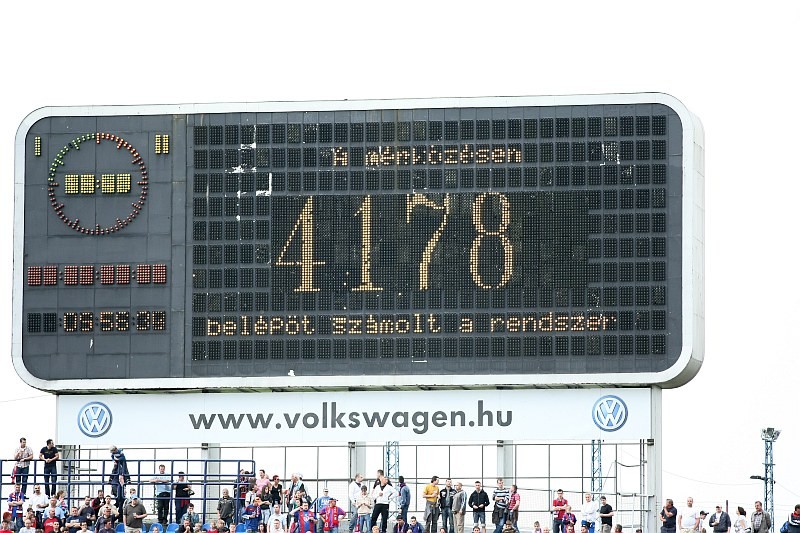 A mérkőzésen
4178
belépőt számolt a rendszer
www.volkswagen.hu